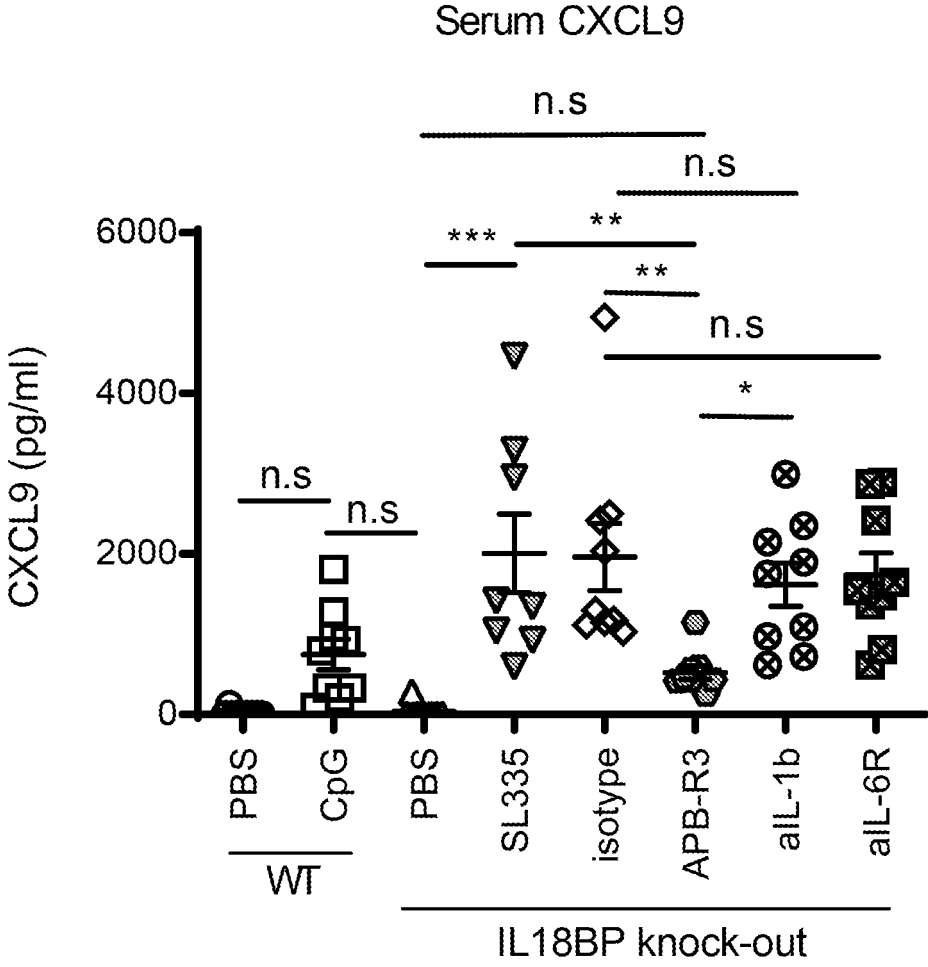 Serum CXCL9
n.s
n.s
6000
***
**
**
n.s
4000
*
CXCL9 (pg/ml)
n.s
n.s
2000
0
PBS
CpG
PBS
SL335
isotype
APB-R3
aIL-1b
aIL-6R
WT
IL18BP knock-out